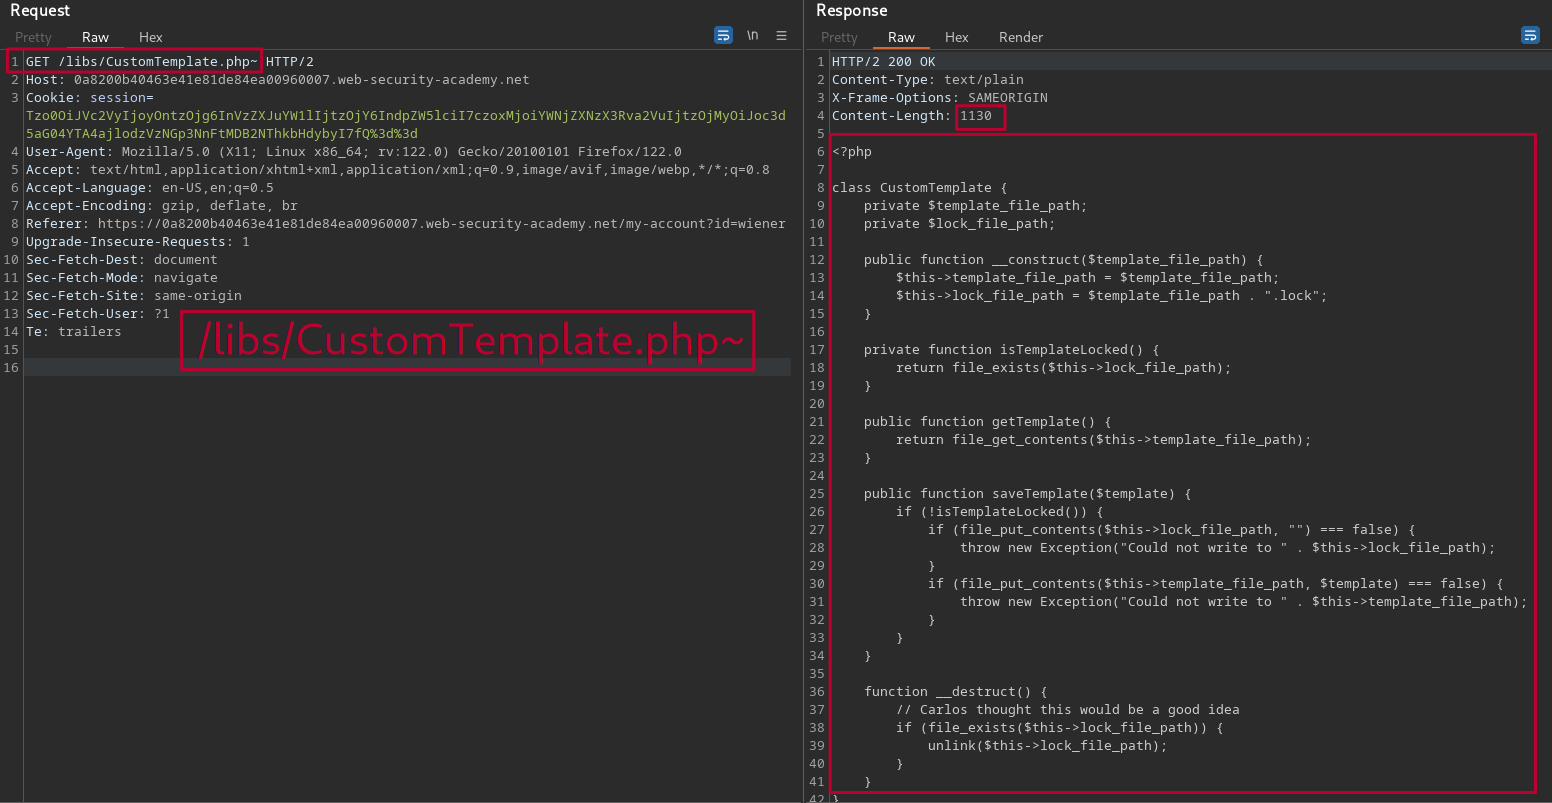 Request
Pretty Raw Hex \n
1 GET /libs/CustomTemplate.php~ HTTP/2
2 Host: 0a8200b40463e41e81de84ea00960007.web-security-academy.net
3 Cookie: session=
Tzo0OiJVc2VyIjoyOntzOjg6InVzZXJuYW1lIjtzOjY6IndpZW5lciI7czoxMjoiYWNjZXNzX3Rva2VuIjtzOjMyOiJoc3d
5aG04YTA4ajlodzVzNGp3NnFtMDB2NThkbHdybyI7fQ%3d%3d
4 User-Agent: Mozilla/5.0 (X11; Linux x86_64; rv:122.0) Gecko/20100101 Firefox/122.0
5 Accept: text/html,application/xhtml+xml,application/xml;q=0.9,image/avif,image/webp,*/*;q=0.8
6 Accept-Language: en-US,en;q=0.5
7 Accept-Encoding: gzip, deflate, br
8 Referer: https://0a8200b40463e41e81de84ea00960007.web-security-academy.net/my-account?id=wiener
9 Upgrade-Insecure-Requests: 1
10 Sec-Fetch-Dest: document
11 Sec-Fetch-Mode: navigate
12 Sec-Fetch-Site: same-origin
13 Sec-Fetch-User: ?1
14 Te: trailers
15
16
/libs/CustomTemplate.php~
Response
Pretty Raw Hex Render
1 HTTP/2 200 OK
2 Content-Type: text/plain
3 X-Frame-Options: SAMEORIGIN
4 Content-Length: 1130
5
6 <?php
7
8 class CustomTemplate {
9     private $template_file_path;
10     private $lock_file_path;
11
12     public function __construct($template_file_path) {
13         $this->template_file_path = $template_file_path;
14         $this->lock_file_path = $template_file_path . ".lock";
15     }
16
17     private function isTemplateLocked() {
18         return file_exists($this->lock_file_path);
19     }
20
21     public function getTemplate() {
22         return file_get_contents($this->template_file_path);
23     }
24
25     public function saveTemplate($template) {
26         if (!isTemplateLocked()) {
27             if (file_put_contents($this->lock_file_path, "") === false) {
28                 throw new Exception("Could not write to " . $this->lock_file_path);
29             }
30             if (file_put_contents($this->template_file_path, $template) === false) {
31                 throw new Exception("Could not write to " . $this->template_file_path);
32             }
33         }
34     }
35
36     function __destruct() {
37         // Carlos thought this would be a good idea
38         if (file_exists($this->lock_file_path)) {
39             unlink($this->lock_file_path);
40         }
41     }
42 }